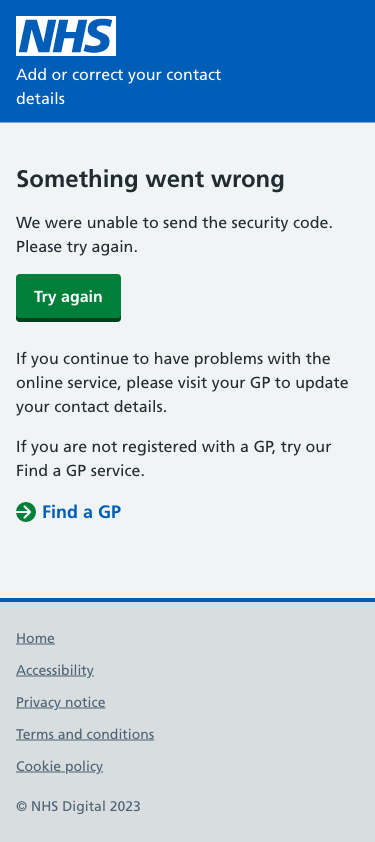 NHS
Add or correct your contact
details
Something went wrong
We were unable to send the security code.
Please try again.
Try again
If you continue to have problems with the
online service, please visit your GP to update
your contact details.
If you are not registered with a GP, try our
Find a GP service.
Find a GP
Home
Accessibility
Privacy notice
Terms and conditions
Cookie policy
© NHS Digital 2023